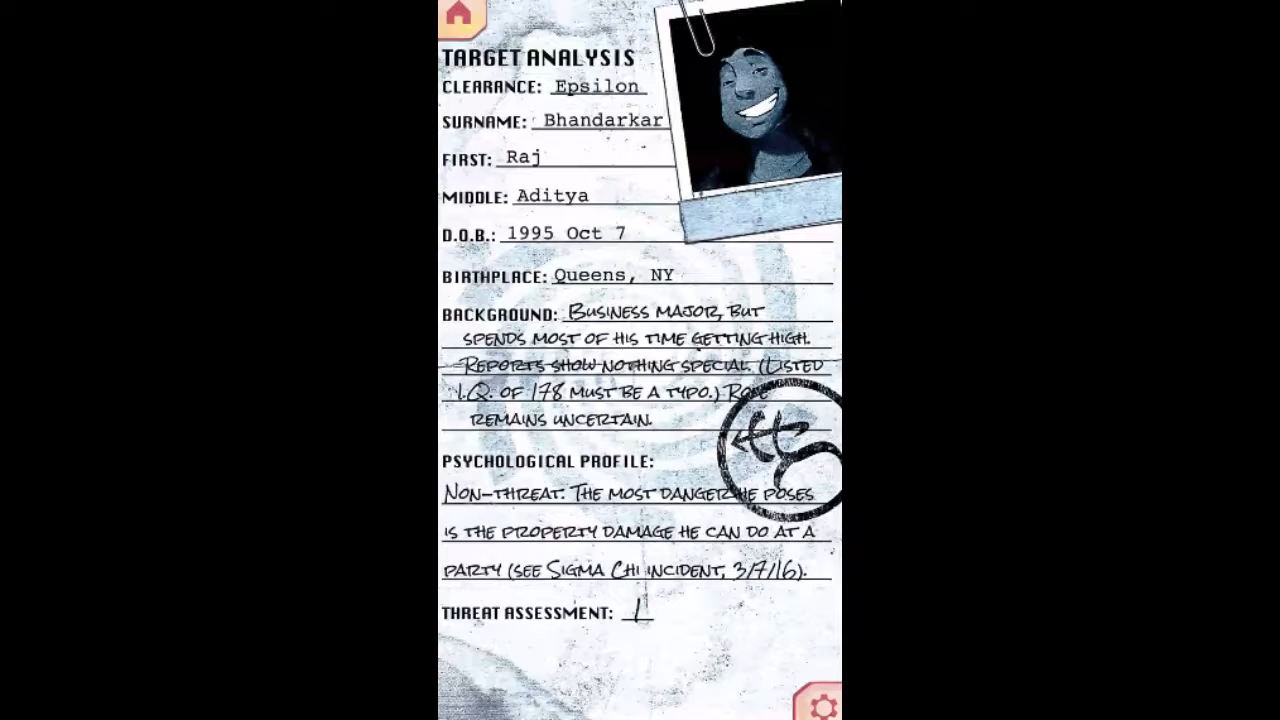 TARGET ANALYSIS
CLEARANCE: Epsilon
SURNAME: Bhandarkar
FIRST: Raj
MIDDLE: Aditya
D.O.B.: 1995 Oct 7
BIRTHPLACE: Queens, NY
BACKGROUND: BUSINESS MAJOR, BUT
SPENDS MOST OF HIS TIME GETTING HIGH.
REPORTS SHOW NOTHING SPECIAL. (LISTED
I.Q. OF 178 MUST BE A TYPO.) ROLE
REMAINS UNCERTAIN.
PSYCHOLOGICAL PROFILE:
NON-THREAT. THE MOST DANGER HE POSES
IS THE PROPERTY DAMAGE HE CAN DO AT A
PARTY (SEE SIGMA CHI INCIDENT, 3/7/16).
THREAT ASSESSMENT: 1